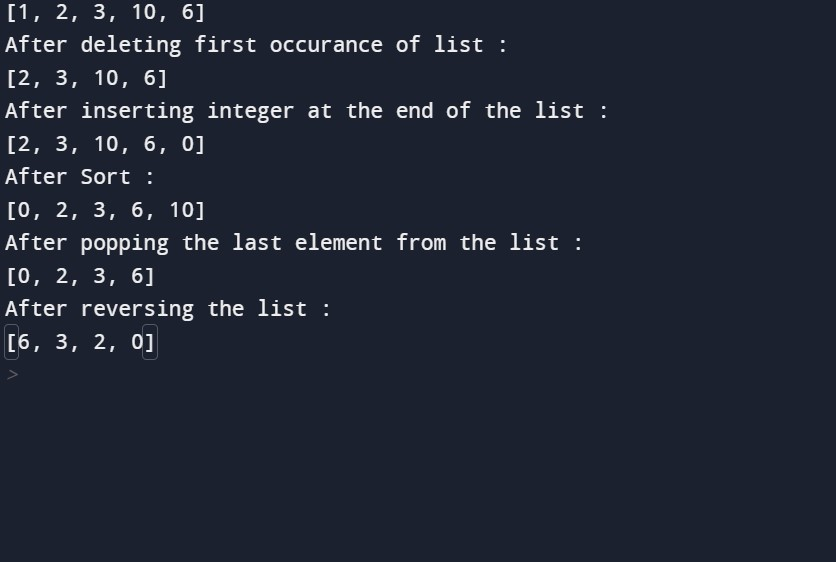 [1, 2, 3, 10, 6]
After deleting first occurance of list :
[2, 3, 10, 6]
After inserting integer at the end of the list :
[2, 3, 10, 6, 0]
After Sort :
[0, 2, 3, 6, 10]
After popping the last element from the list :
[0, 2, 3, 6]
After reversing the list :
[6, 3, 2, 0]
>